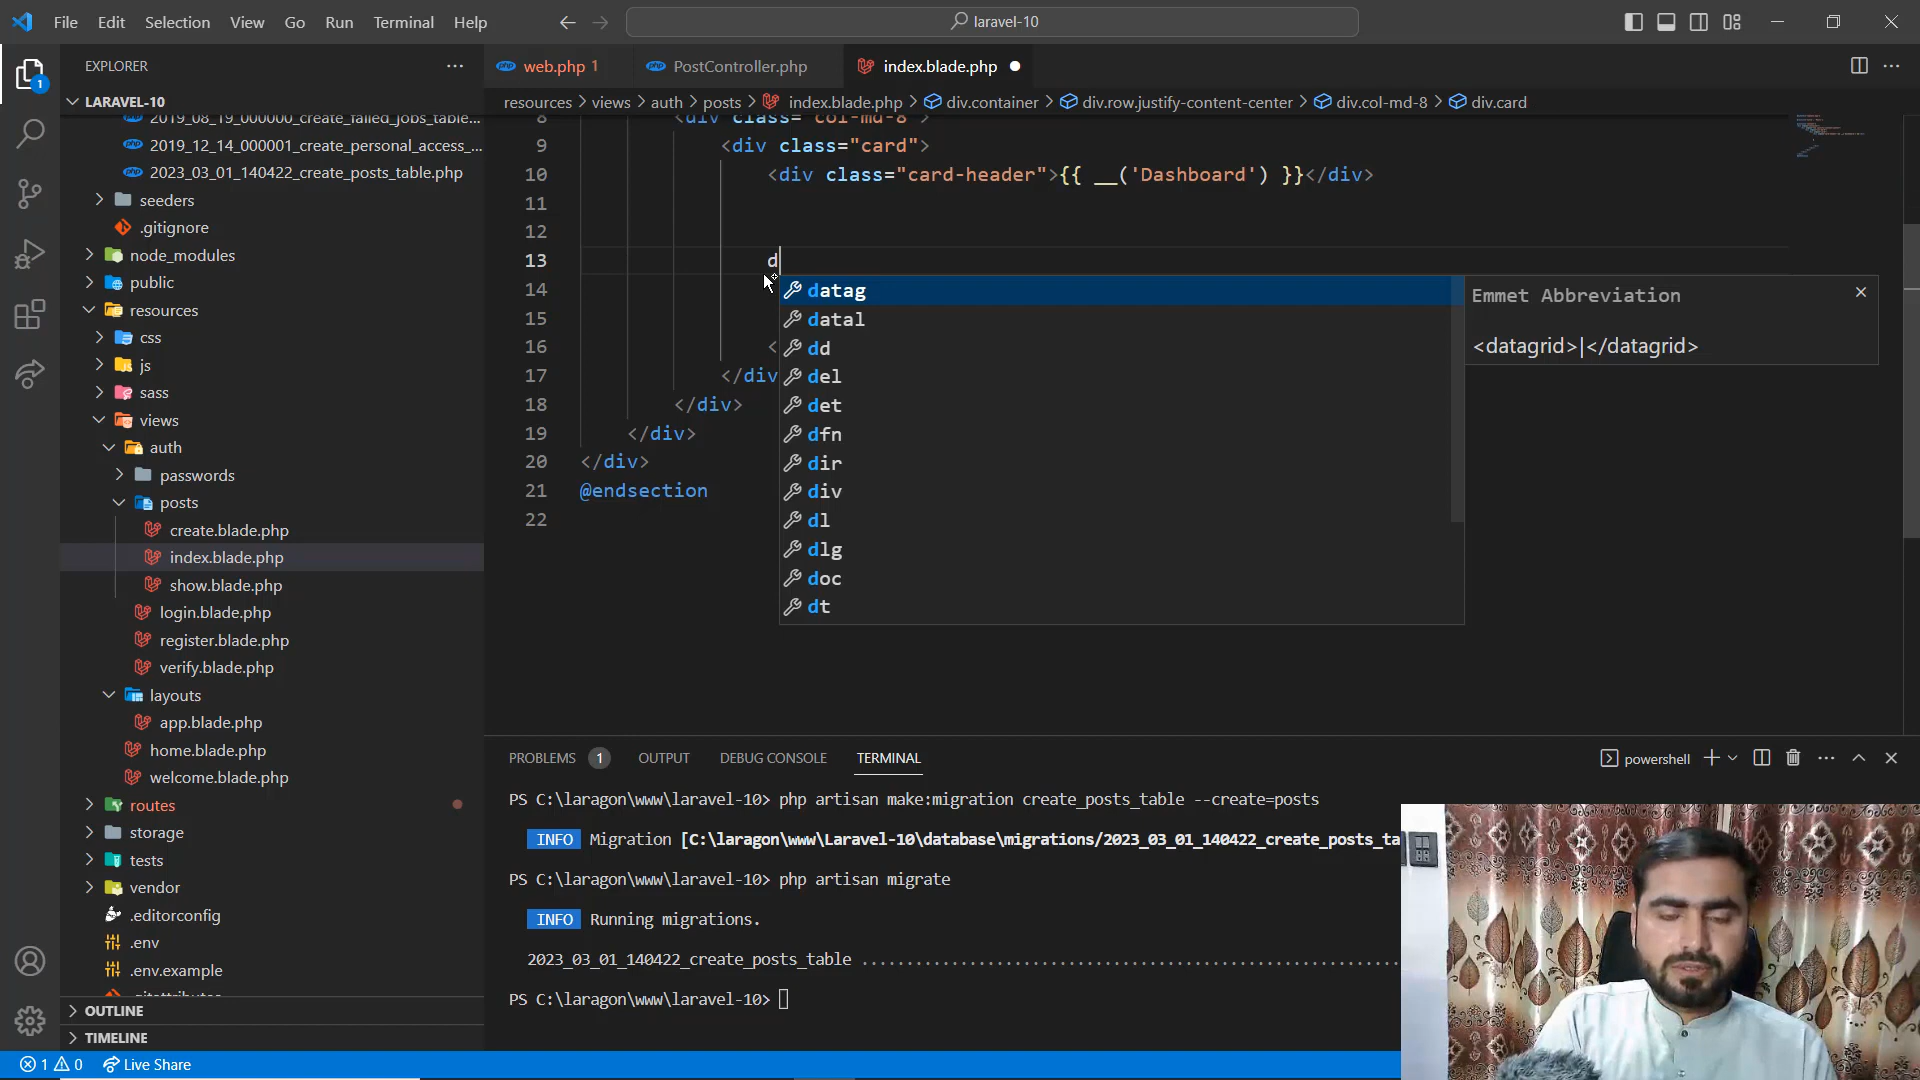 File Edit Selection View Go Run Terminal Help
laravel-10
EXPLORER
web.php 1
PostController.php
index.blade.php
LARAVEL-10
resources > views > auth > posts > index.blade.php > div.container > div.row.justify-content-center > div.col-md-8 > div.card
2019_08_19_000000_create_failed_jobs_table...
2019_12_14_000001_create_personal_access_...
2023_03_01_140422_create_posts_table.php
seeders
.gitignore
node_modules
public
resources
css
js
sass
views
auth
passwords
posts
create.blade.php
index.blade.php
show.blade.php
login.blade.php
register.blade.php
verify.blade.php
layouts
app.blade.php
home.blade.php
welcome.blade.php
routes
storage
tests
vendor
.editorconfig
.env
.env.example
.gitattributes
OUTLINE
TIMELINE
8 <div class="col-md-8">
9 <div class="card">
10 <div class="card-header">{{ __('Dashboard') }}</div>
11
12
13 d
14
15
16 <
17 </div
18 </div>
19 </div>
20 </div>
21 @endsection
22
datag
datal
dd
del
det
dfn
dir
div
dl
dlg
doc
dt
Emmet Abbreviation
<datagrid>|</datagrid>
PROBLEMS 1 OUTPUT DEBUG CONSOLE TERMINAL
powershell
PS C:\laragon\www\laravel-10> php artisan make:migration create_posts_table --create=posts
INFO Migration [C:\laragon\www\Laravel-10\database\migrations/2023_03_01_140422_create_posts_ta
PS C:\laragon\www\laravel-10> php artisan migrate
INFO Running migrations.
2023_03_01_140422_create_posts_table ......................................................
PS C:\laragon\www\laravel-10>
1 0 Live Share